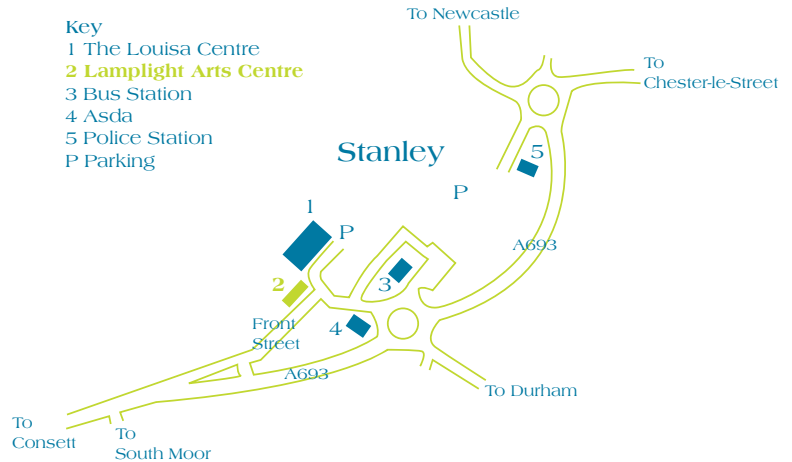 Key
1 The Louisa Centre
2 Lamplight Arts Centre
3 Bus Station
4 Asda
5 Police Station
P Parking
To Newcastle
To
Chester-le-Street
Stanley
5
P
1
P
A693
3
2
Front
Street
4
A693
To Durham
To
Consett
To
South Moor